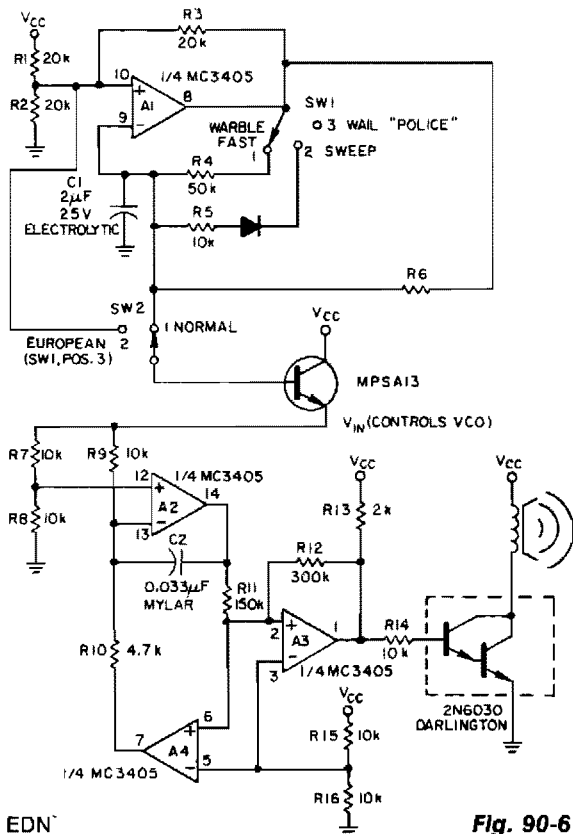 VCC
R1 20k
R2 20k
R3
20k
10
+
A1
9
-
1/4 MC3405
8
SW1
3 WAIL "POLICE"
WARBLE
FAST
1
2 SWEEP
R4
50k
C1
2µF
25V
ELECTROLYTIC
R5
10k
R6
SW2
1 NORMAL
EUROPEAN 2
(SW1, POS. 3)
VCC
MPSA13
VIN (CONTROLS VCO)
R7 10k
R9 10k
12
1/4 MC3405
+
A2
14
-
13
R8 10k
C2
0.033µF
MYLAR
R11
150k
R12
300k
VCC
R13 2k
VCC
2
+
A3
1
-
3
1/4 MC3405
R14
10k
R10 4.7k
7
A4
6
+
-
5
1/4 MC3405
VCC
R15 10k
R16 10k
2N6030
DARLINGTON
EDN
Fig. 90-6